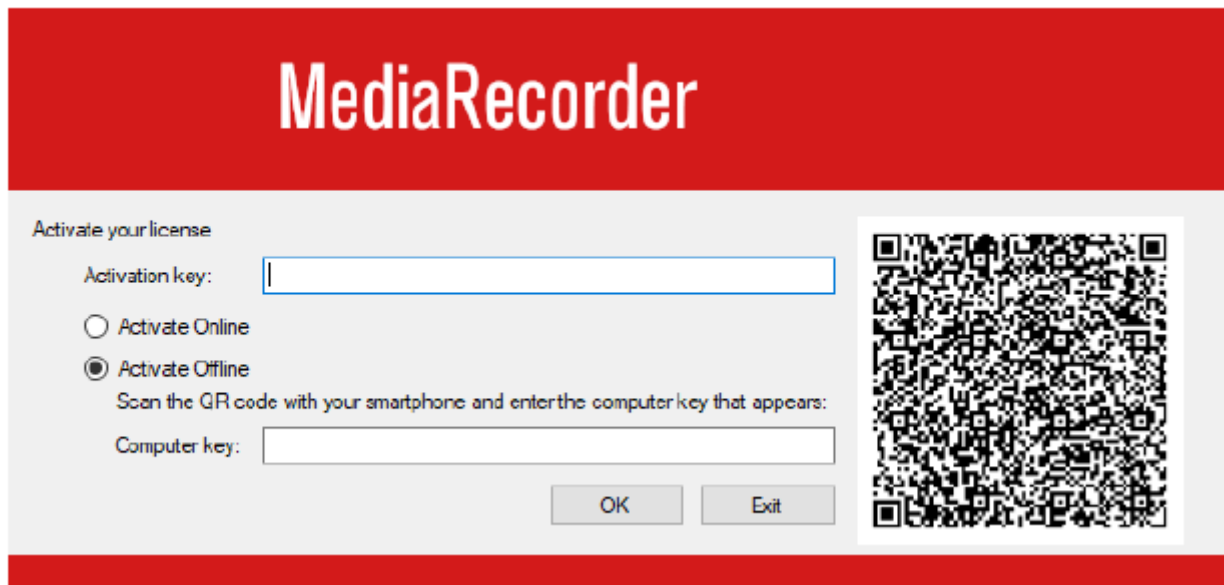 MediaRecorder
Activate your license
Activation key:
Activate Online
Activate Offline
Scan the QR code with your smartphone and enter the computer key that appears:
Computer key:
OK Exit